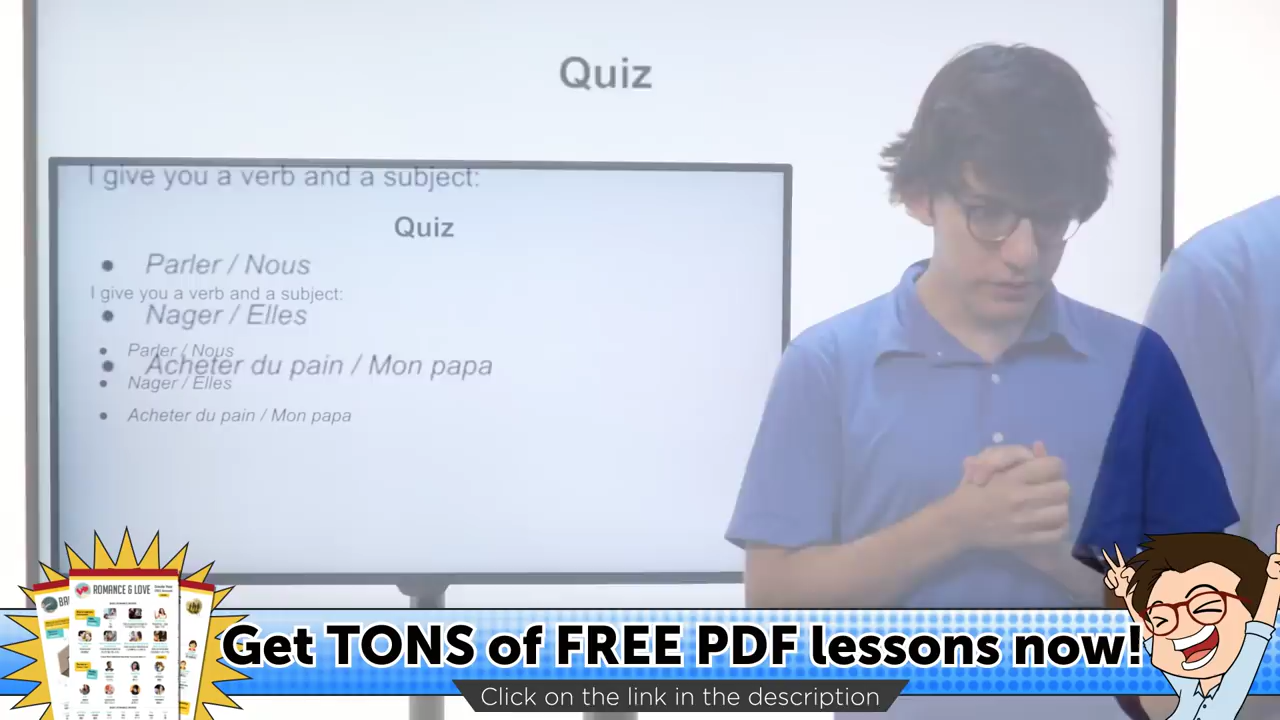 Quiz
I give you a verb and a subject:
Quiz
• Parler / Nous
I give you a verb and a subject:
• Nager / Elles
• Parler / Nous
• Acheter du pain / Mon papa
• Nager / Elles
• Acheter du pain / Mon papa
ROMANCE & LOVE
Get TONS of FREE PDF lessons now!
Click on the link in the description